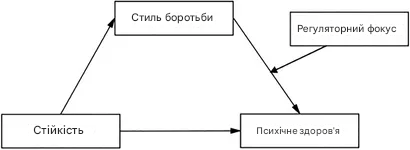 Стиль боротьби
Регуляторний фокус
Стійкість
Психічне здоров'я